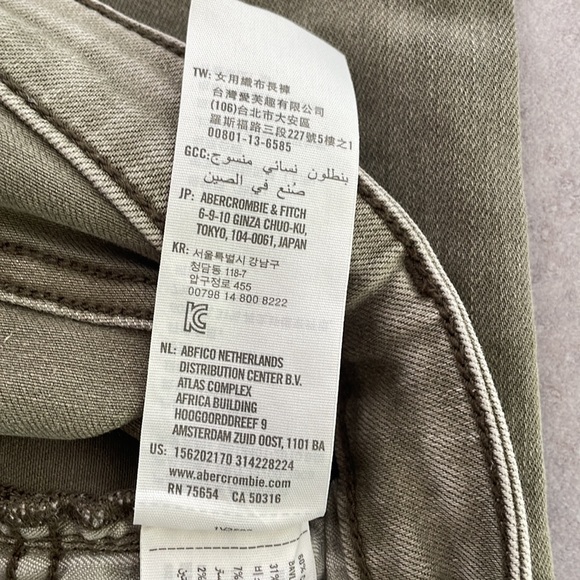 TW: 女用織布長褲
台灣愛英趣有限公司
(106)台北市大安區
羅斯福路三段227號5樓之1
00801-13-6585
GCC: بنطلون نسائي منسوج
صُنع في الصين
JP: ABERCROMBIE & FITCH
6-9-10 GINZA CHUO-KU,
TOKYO, 104-0061, JAPAN
KR: 서울특별시 강남구
청담동 118-7
압구정로 455
00798 14 800 8222
NL: ABFICO NETHERLANDS
DISTRIBUTION CENTER B.V.
ATLAS COMPLEX
AFRICA BUILDING
HOOGOORDDREEF 9
AMSTERDAM ZUID OOST, 1101 BA
US: 156202170 314228224
www.abercrombie.com
RN 75654 CA 50316